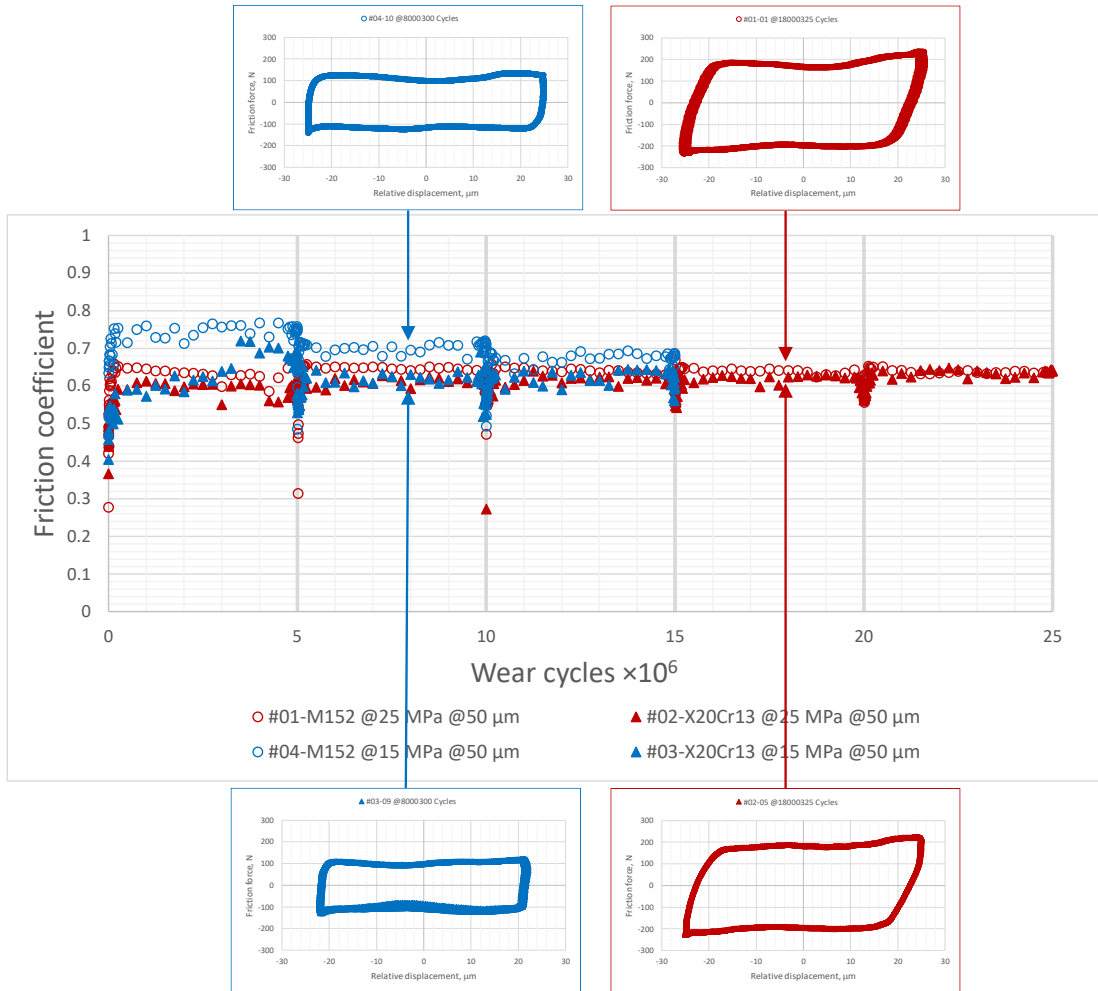 #04-10 @8000300 Cycles
300
200
100
0
-100
-200
-300
-30 -20 -10 0 10 20 30
Friction force, N
Relative displacement, μm
#01-01 @18000325 Cycles
300
200
100
0
-100
-200
-300
-30 -20 -10 0 10 20 30
Friction force, N
Relative displacement, μm
1
0.9
0.8
0.7
0.6
0.5
0.4
0.3
0.2
0.1
0
Friction coefficient
0 5 10 15 20 25
Wear cycles ×10⁶
#01-M152 @25 MPa @50 μm
#02-X20Cr13 @25 MPa @50 μm
#04-M152 @15 MPa @50 μm
#03-X20Cr13 @15 MPa @50 μm
#03-09 @8000300 Cycles
300
200
100
0
-100
-200
-300
-30 -20 -10 0 10 20 30
Friction force, N
Relative displacement, μm
#02-05 @18000325 Cycles
300
200
100
0
-100
-200
-300
-30 -20 -10 0 10 20 30
Friction force, N
Relative displacement, μm